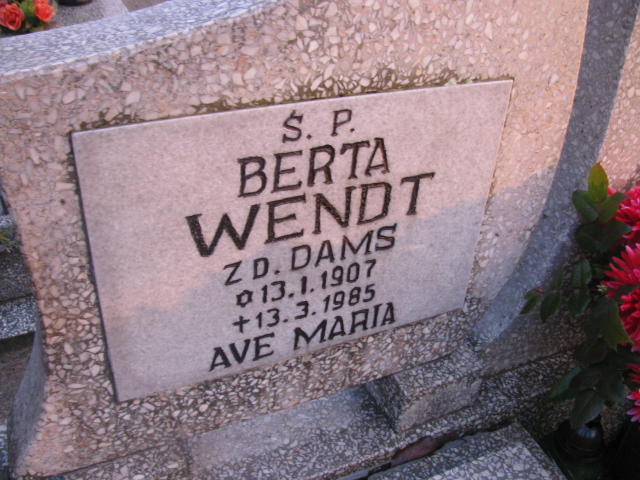 Ś. P.
BERTA
WENDT
Z D. DAMS
✡ 13.1.1907
+ 13.3.1985
AVE MARIA